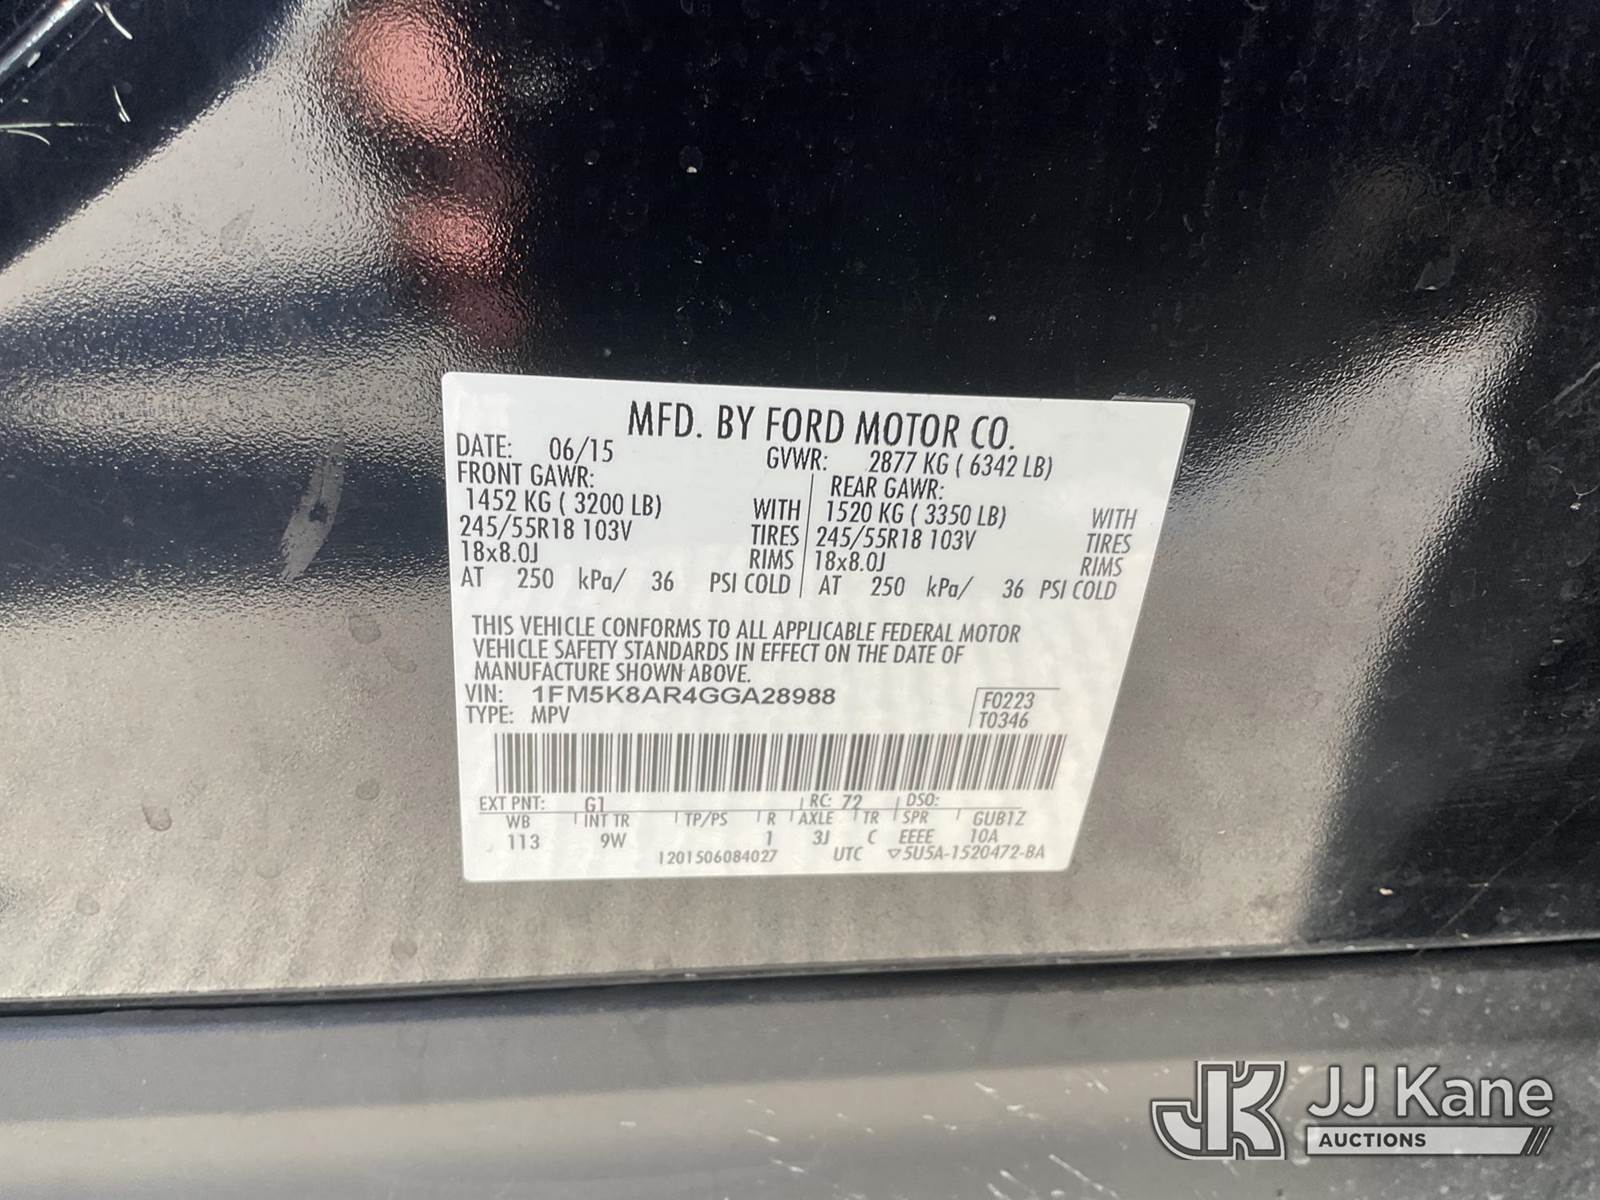 MFD. BY FORD MOTOR CO.
DATE: 06/15 GVWR: 2877 KG ( 6342 LB)
FRONT GAWR: REAR GAWR:
1452 KG ( 3200 LB) WITH 1520 KG ( 3350 LB) WITH
245/55R18 103V TIRES 245/55R18 103V TIRES
18x8.0J RIMS 18x8.0J RIMS
AT 250 kPa/ 36 PSI COLD AT 250 kPa/ 36 PSI COLD
THIS VEHICLE CONFORMS TO ALL APPLICABLE FEDERAL MOTOR
VEHICLE SAFETY STANDARDS IN EFFECT ON THE DATE OF
MANUFACTURE SHOWN ABOVE.
VIN: 1FM5K8AR4GGA28988 F0223
TYPE: MPV T0346
EXT PNT: G1 RC: 72 DSO:
WB INT TR TP/PS R AXLE TR SPR GUB1Z
113 9W 1 3J C EEEE 10A
1201506084027 UTC ▽5U5A-1520472-BA
JK JJ Kane
AUCTIONS